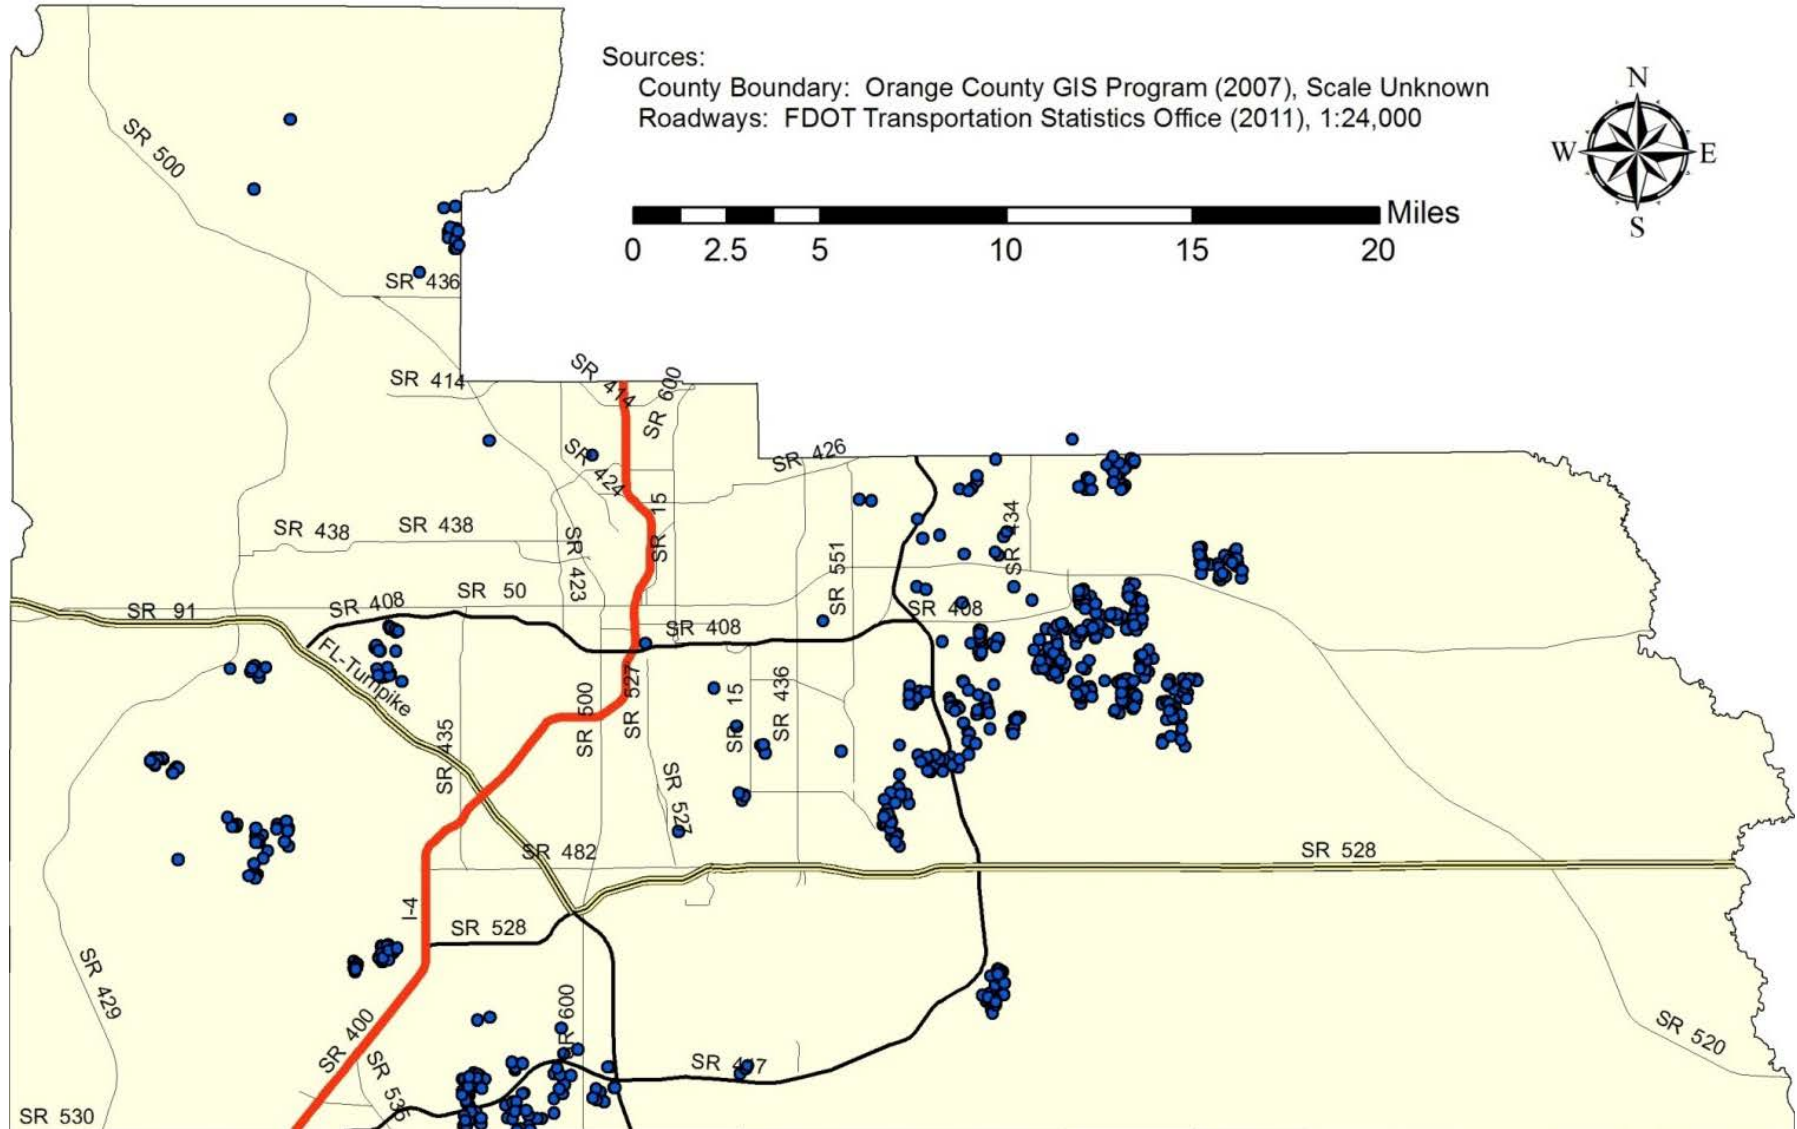 Sources:
County Boundary: Orange County GIS Program (2007), Scale Unknown
Roadways: FDOT Transportation Statistics Office (2011), 1:24,000
N
W E
S
Miles
0 2.5 5 10 15 20
SR 500
SR 436
SR 414
SR 414
SR 600
SR 424
SR 426
SR 15
SR 434
SR 438
SR 438
SR 423
SR 551
SR 50
SR 91
SR 408
SR 408
SR 408
FL-Turnpike
SR 500
SR 527
SR 15
SR 436
SR 435
SR 527
SR 482
SR 528
I-4
SR 528
SR 429
SR 600
SR 400
SR 535
SR 417
SR 520
SR 530